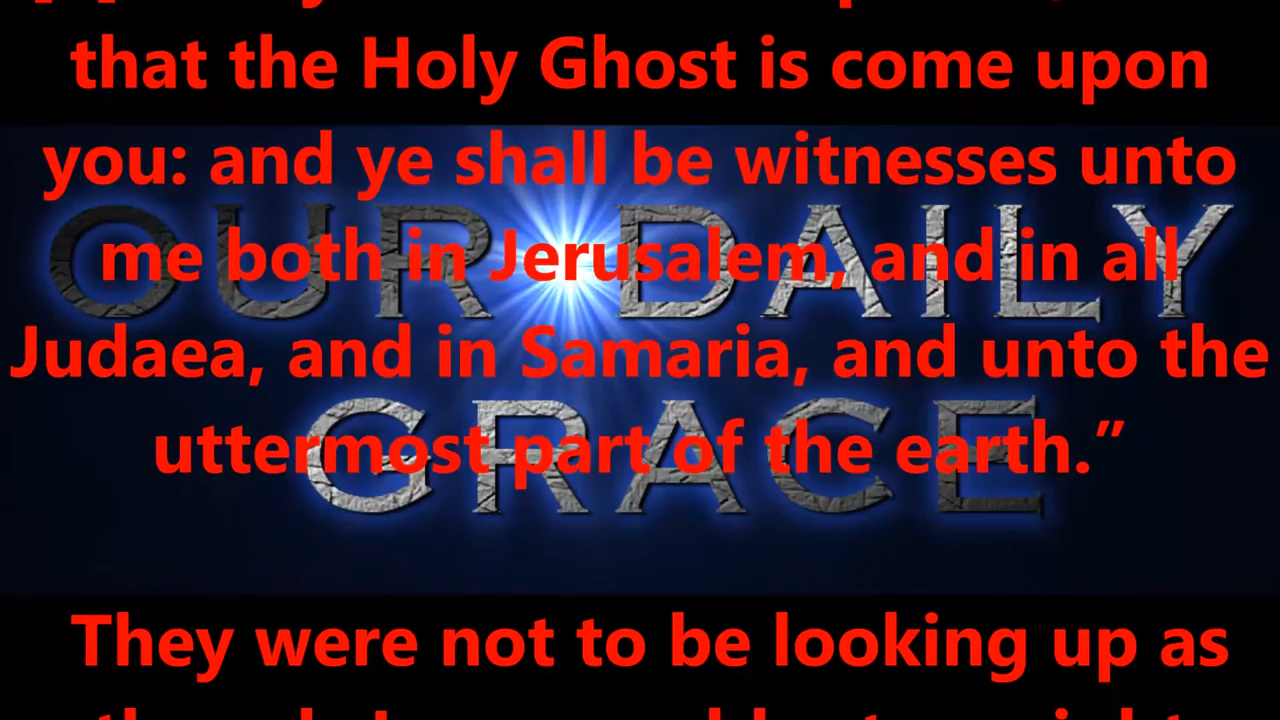 that the Holy Ghost is come upon
you: and ye shall be witnesses unto
me both in Jerusalem, and in all
Judaea, and in Samaria, and unto the
uttermost part of the earth.”
They were not to be looking up as
OUR DAILY
GRACE